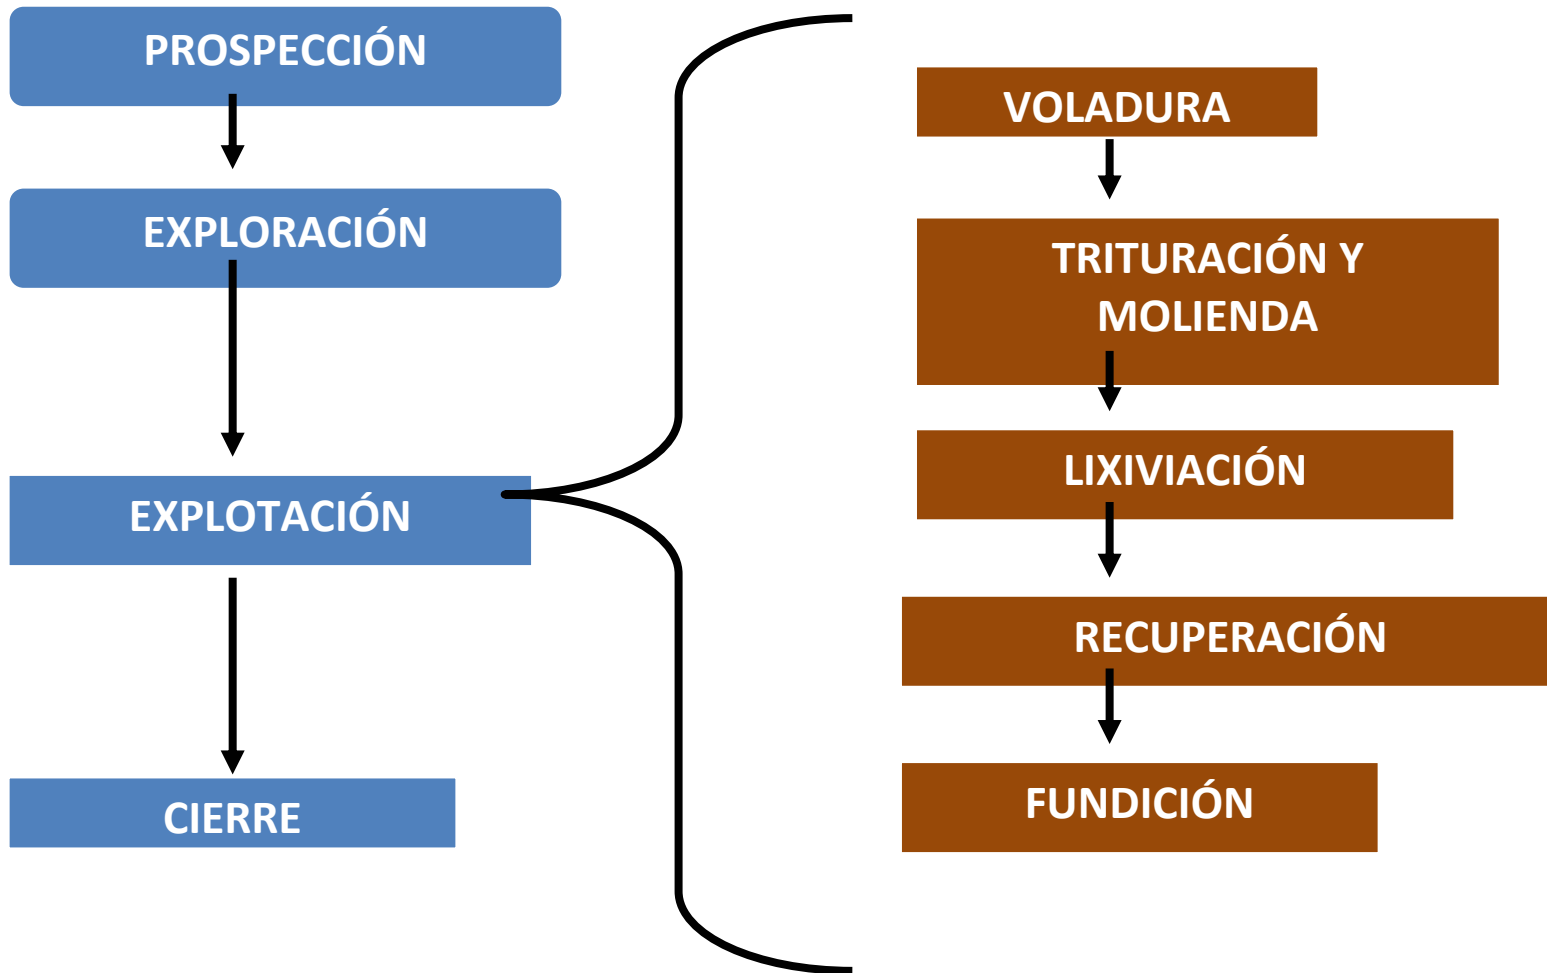 PROSPECCIÓN
EXPLORACIÓN
EXPLOTACIÓN
CIERRE
VOLADURA
TRITURACIÓN Y
MOLIENDA
LIXIVIACIÓN
RECUPERACIÓN
FUNDICIÓN